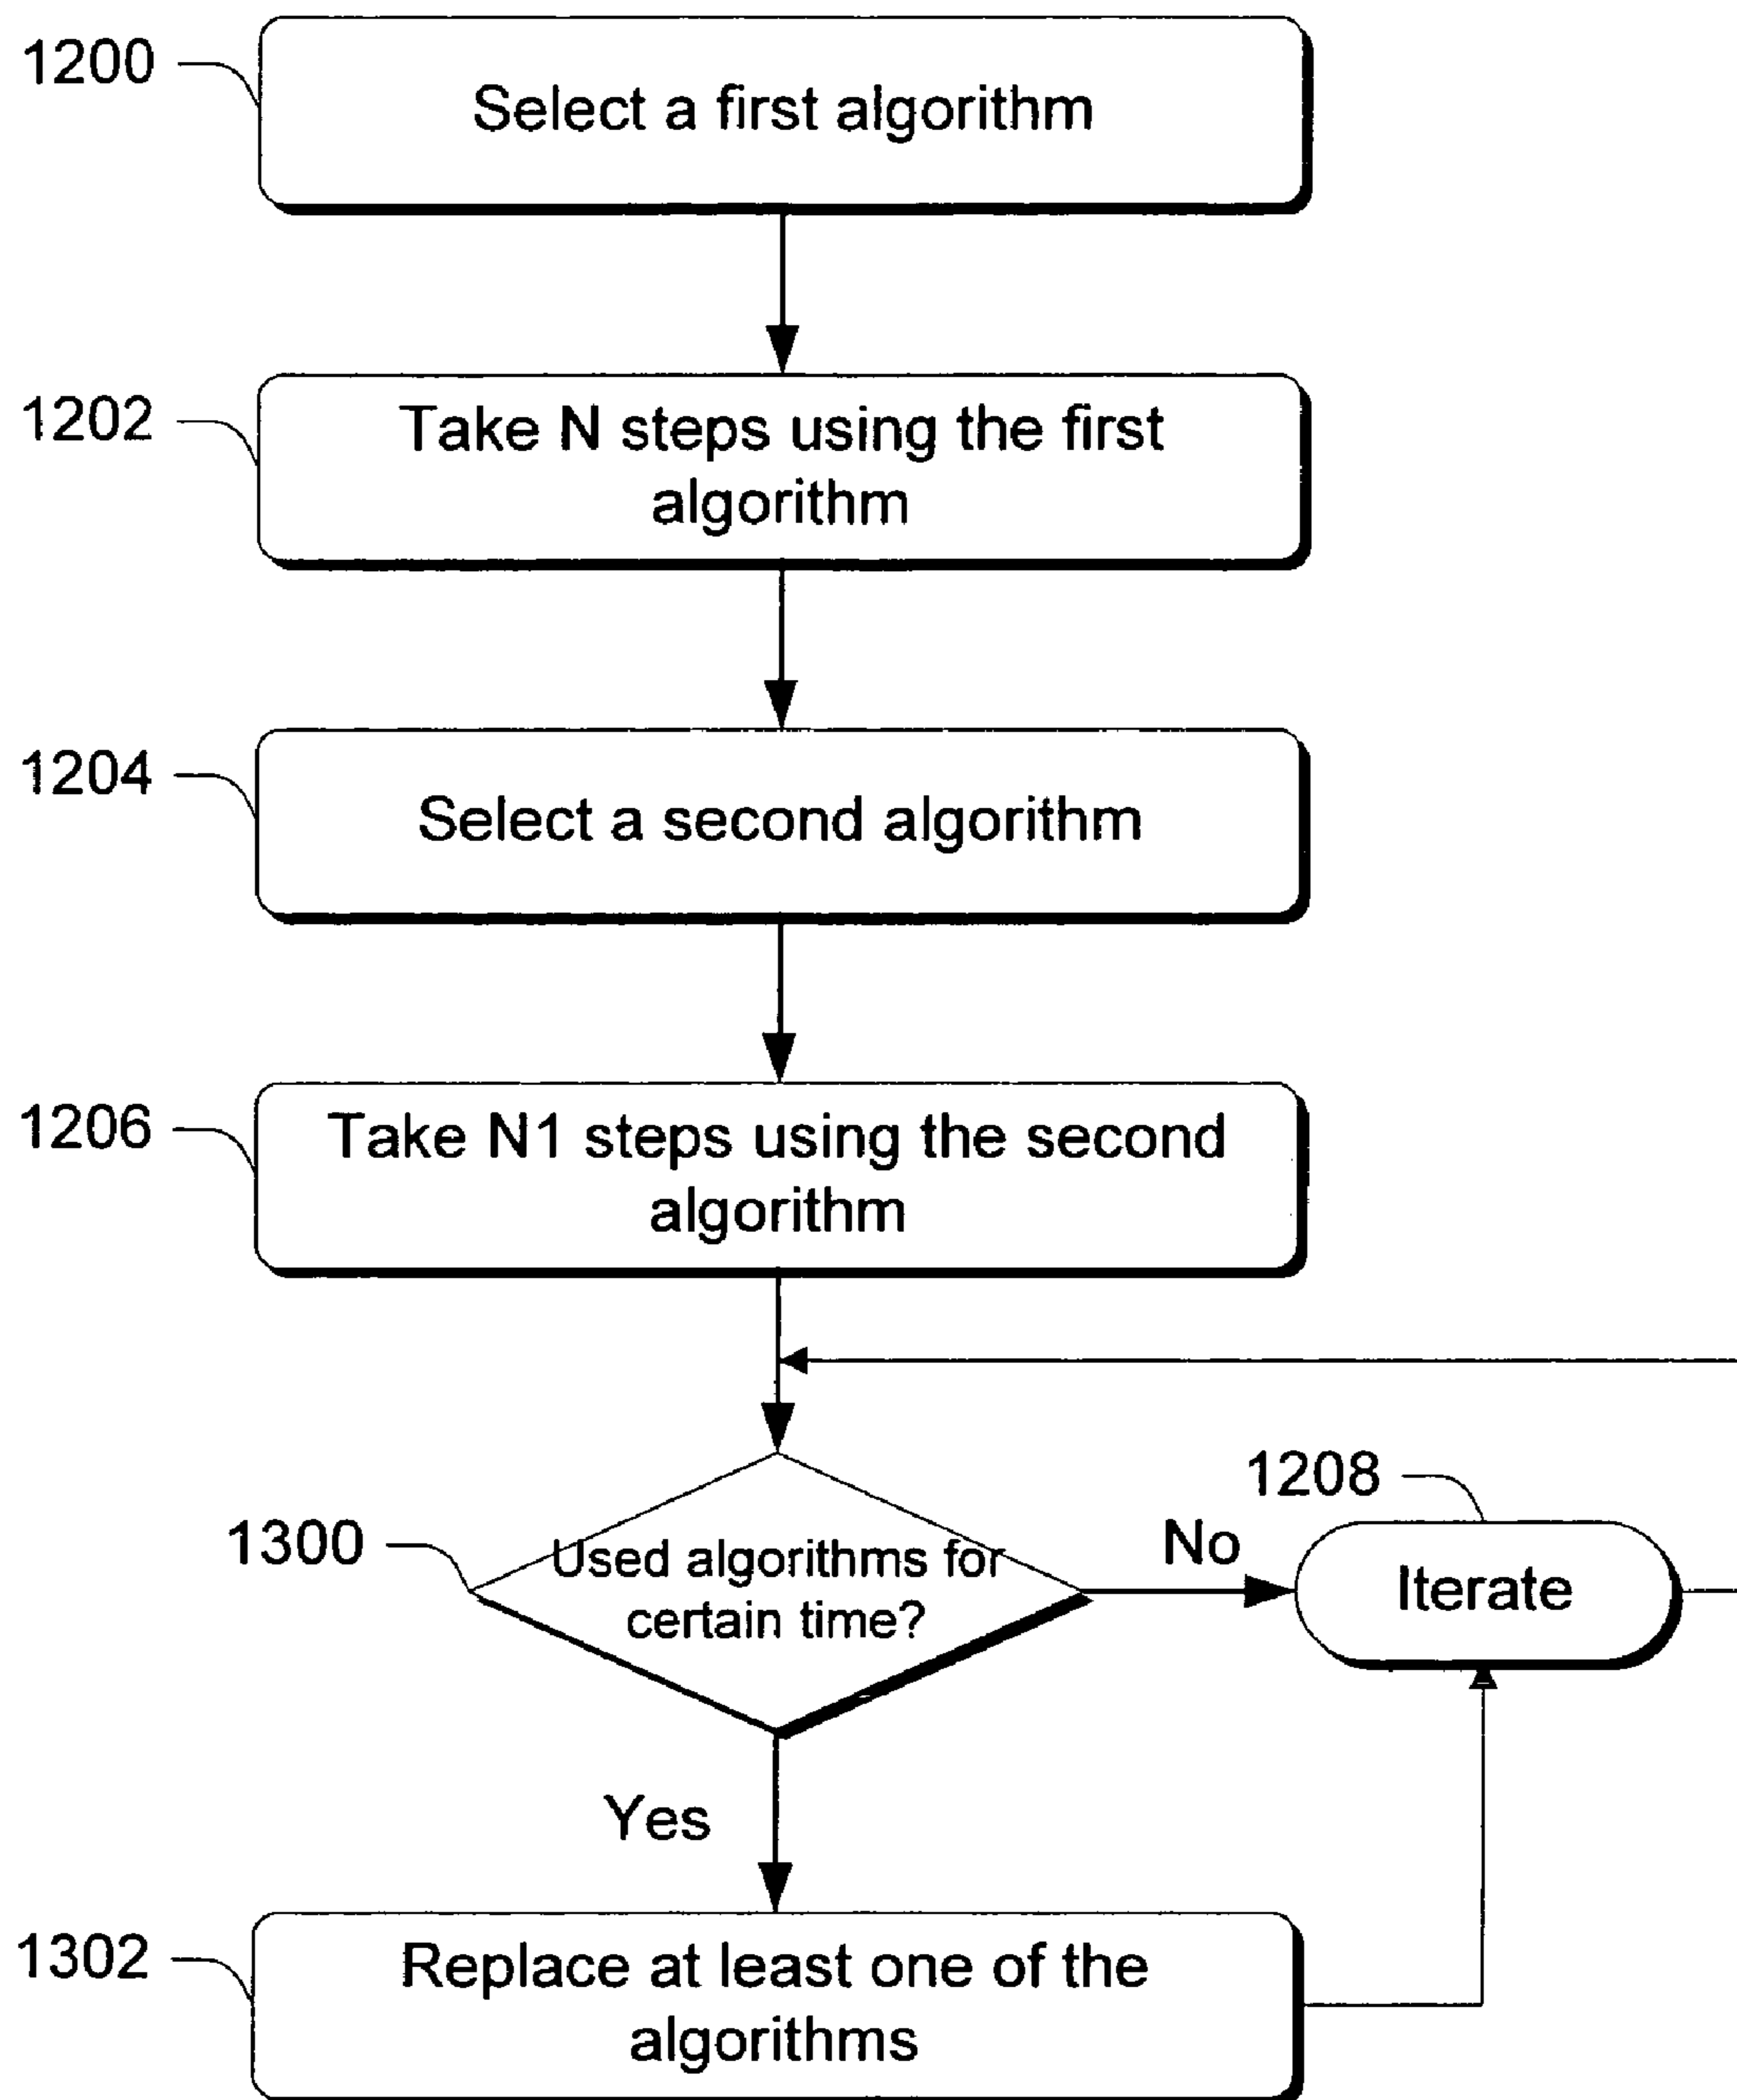 1200
Select a first algorithm
1202
Take N steps using the first
algorithm
1204
Select a second algorithm
1206
Take N1 steps using the second
algorithm
1208
1300
Used algorithms for
certain time?
No
Iterate
Yes
1302
Replace at least one of the
algorithms